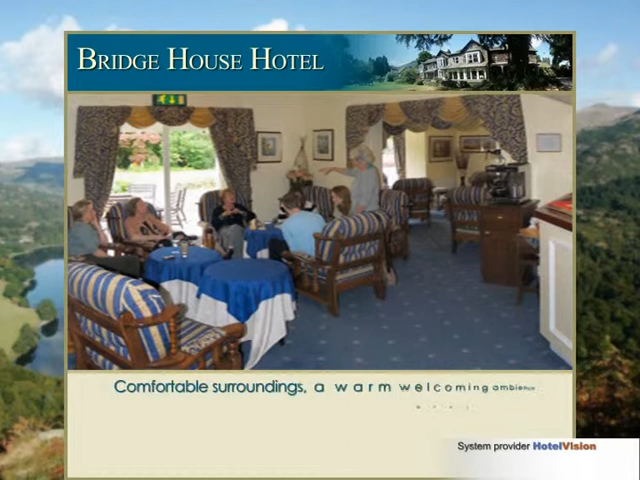 BRIDGE HOUSE HOTEL
Comfortable surroundings, a warm welcoming ambience
System provider HotelVision